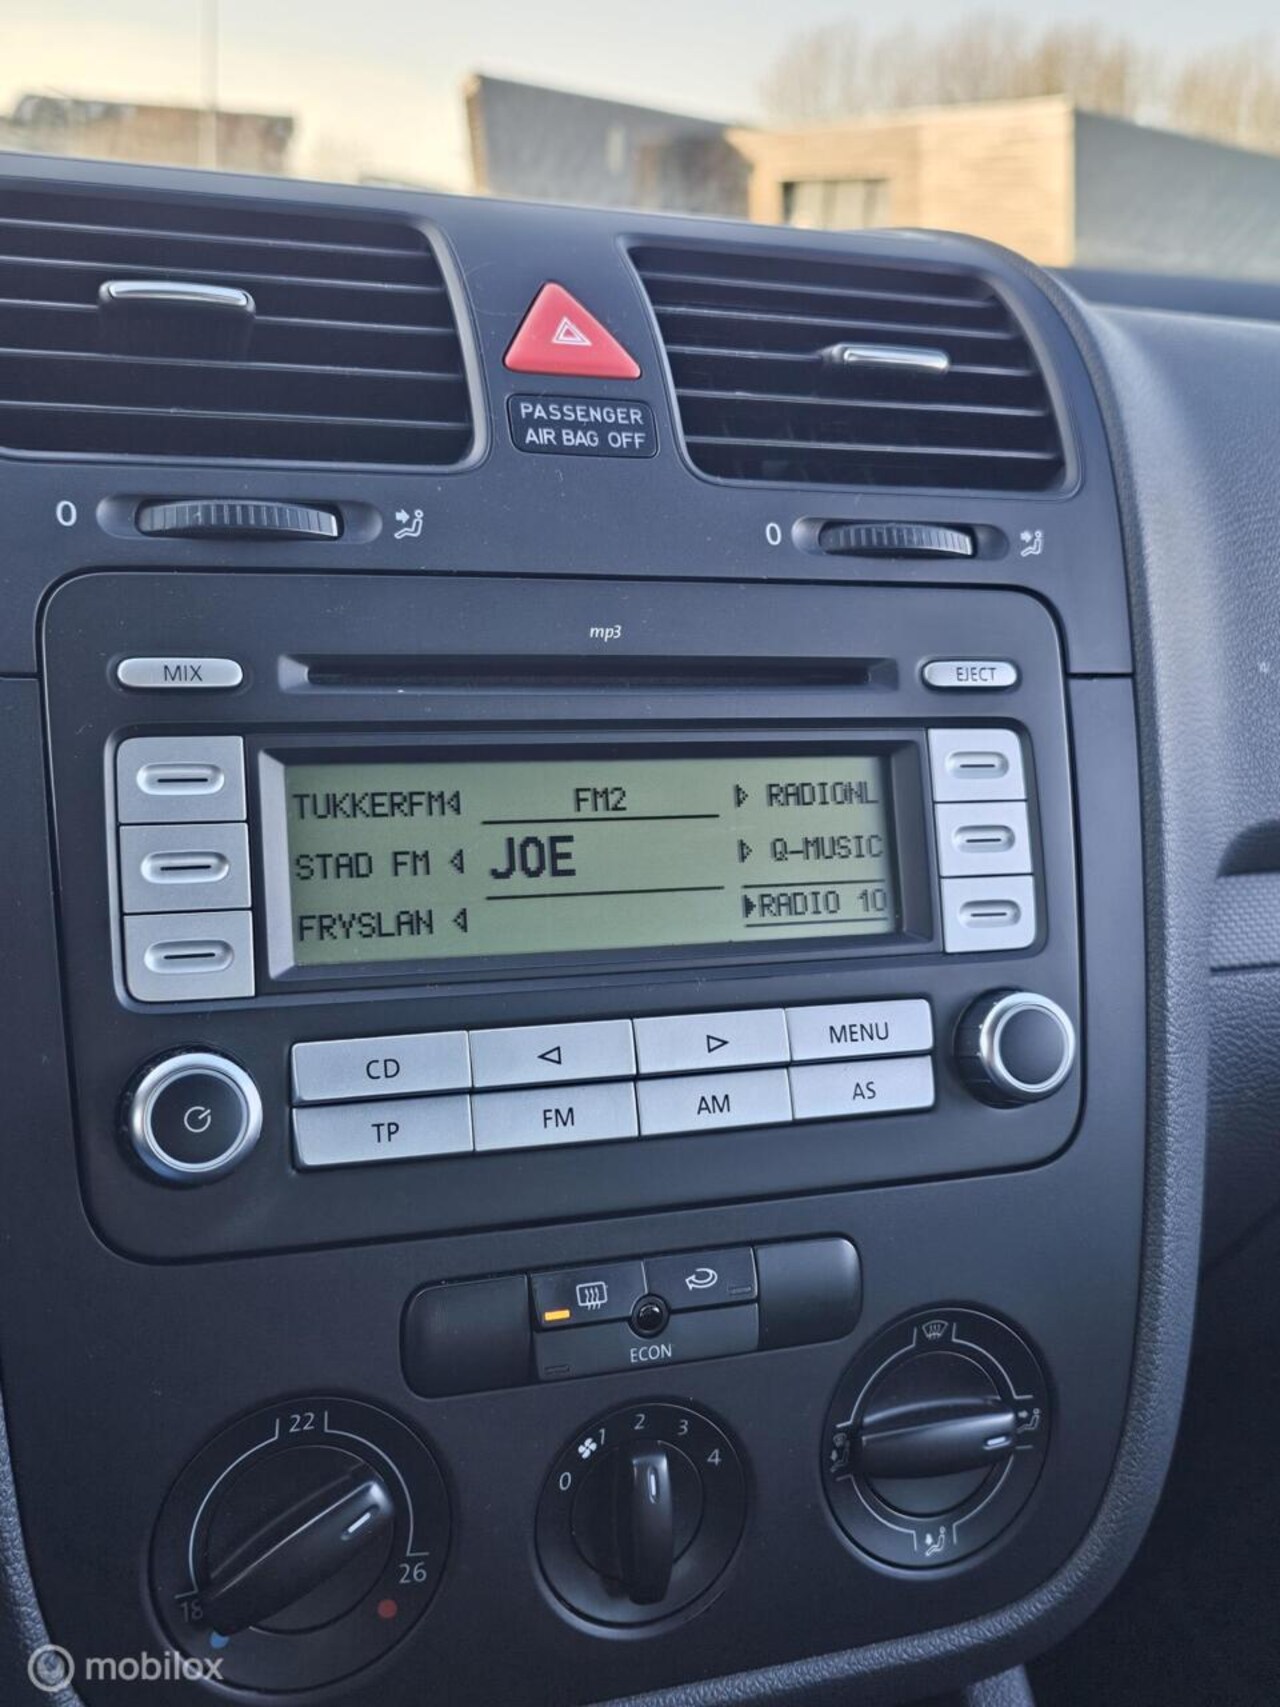 PASSENGER
AIR BAG OFF
0
0
mp3
MIX
EJECT
TUKKERFM
FM2
RADIONL
STAD FM
JOE
Q-MUSIC
FRYSLAN
RADIO 10
CD
MENU
TP
FM
AM
AS
ECON
22
18
26
0
1
2
3
4
mobilox